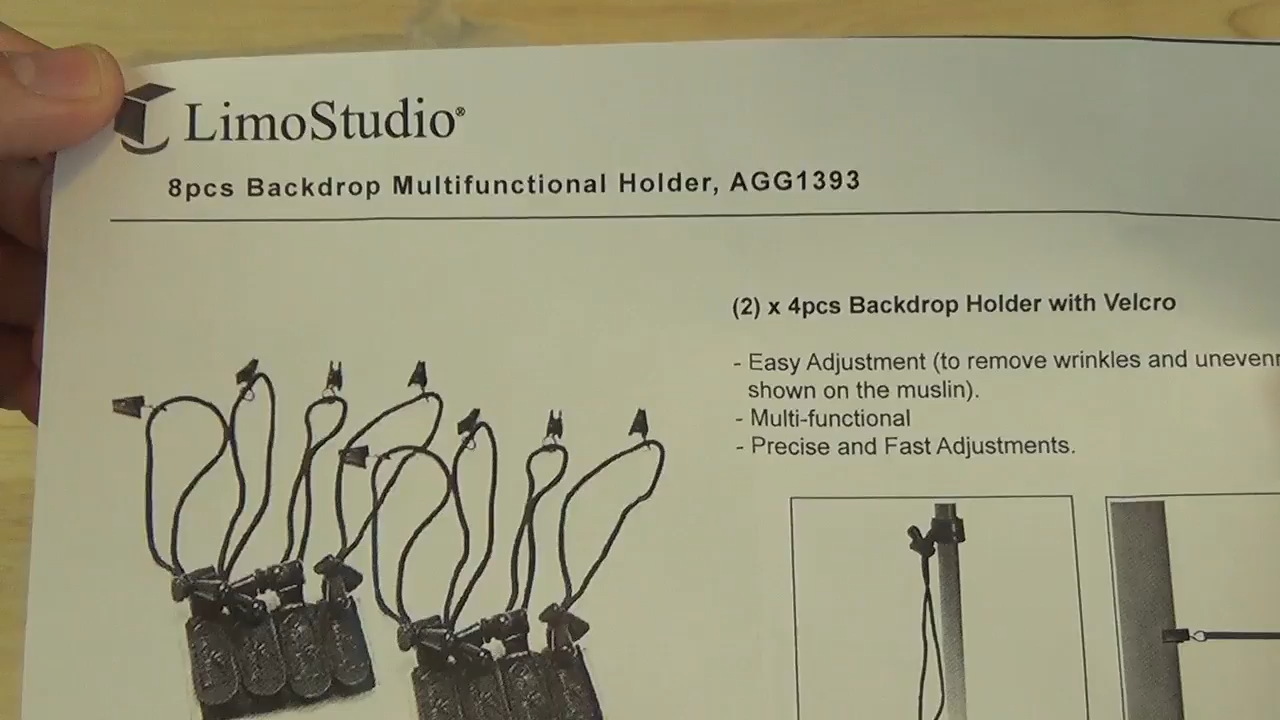 LimoStudio®
8pcs Backdrop Multifunctional Holder, AGG1393
(2) x 4pcs Backdrop Holder with Velcro
- Easy Adjustment (to remove wrinkles and
shown on the muslin).
- Multi-functional
- Precise and Fast Adjustments.